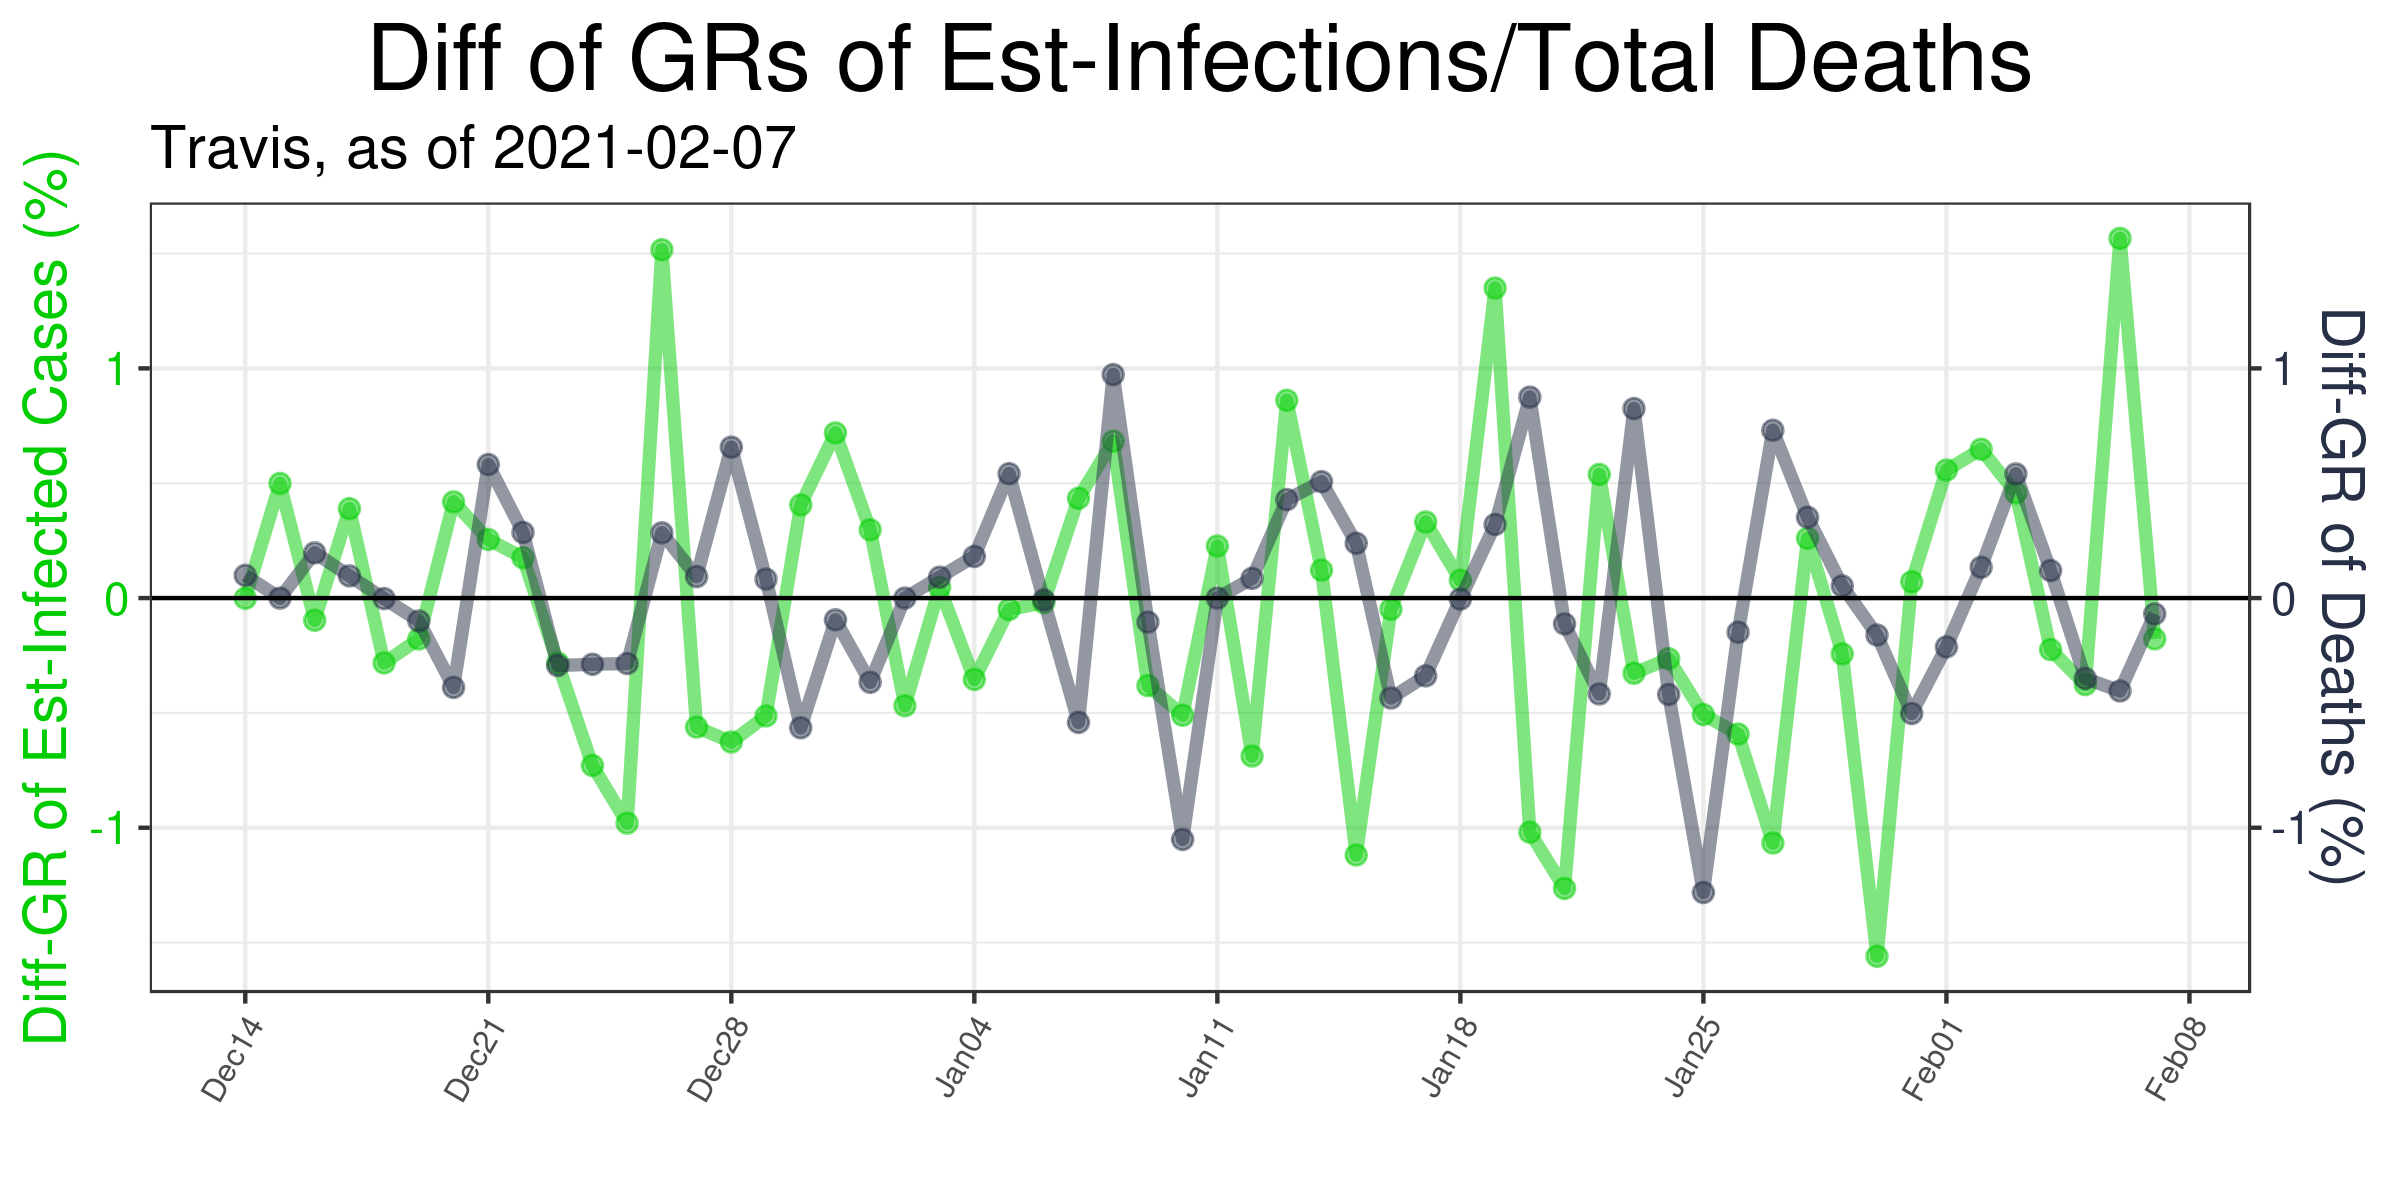 Diff of GRs of Est-Infections/Total Deaths
Travis, as of 2021-02-07
Diff-GR of Est-Infected Cases (%)
1
0
-1
1
0
-1
Diff-GR of Deaths (%)
Dec14
Dec21
Dec28
Jan04
Jan11
Jan18
Jan25
Feb01
Feb08